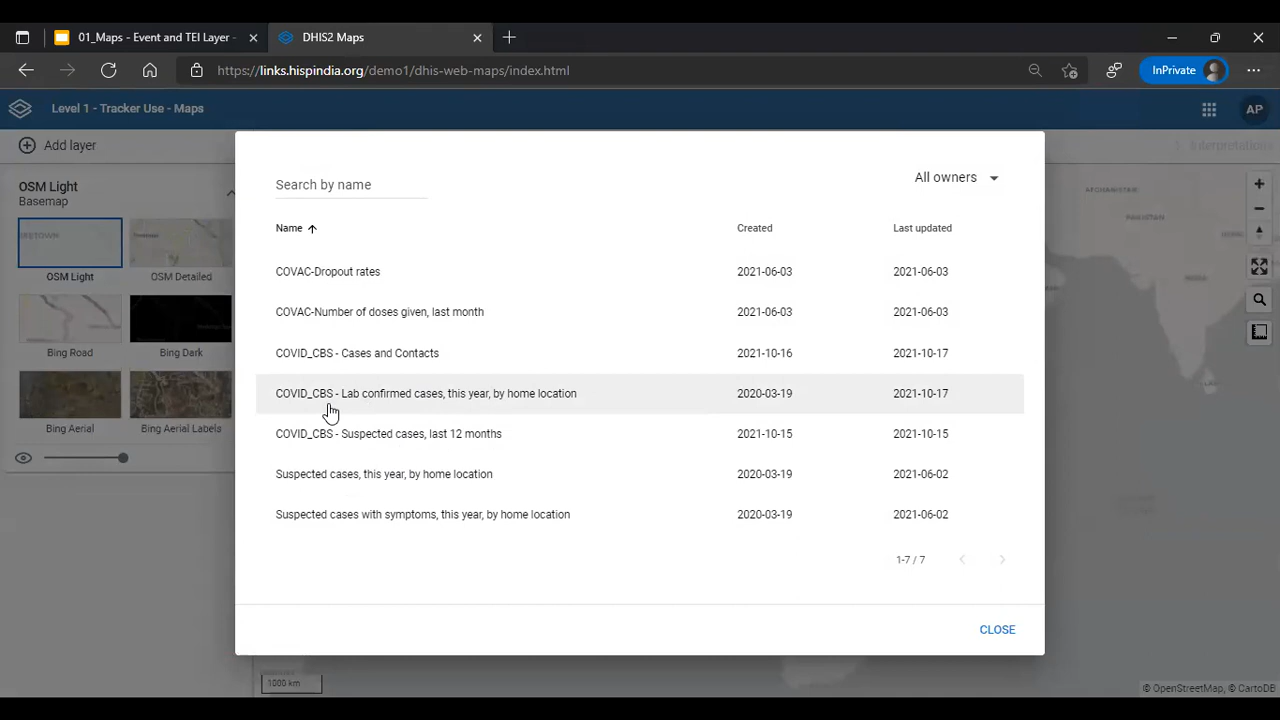 01_Maps - Event and TEI Layer -
DHIS2 Maps
https://links.hispindia.org/demo1/dhis-web-maps/index.html
InPrivate
Level 1 - Tracker Use - Maps
AP
Add layer
Interpretations
OSM Light
Basemap
OSM Light
OSM Detailed
Bing Road
Bing Dark
Bing Aerial
Bing Aerial Labels
Search by name
All owners
Name
Created
Last updated
COVAC-Dropout rates
2021-06-03
2021-06-03
COVAC-Number of doses given, last month
2021-06-03
2021-06-03
COVID_CBS - Cases and Contacts
2021-10-16
2021-10-17
COVID_CBS - Lab confirmed cases, this year, by home location
2020-03-19
2021-10-17
COVID_CBS - Suspected cases, last 12 months
2021-10-15
2021-10-15
Suspected cases, this year, by home location
2020-03-19
2021-06-02
Suspected cases with symptoms, this year, by home location
2020-03-19
2021-06-02
1-7 / 7
CLOSE
AFGHANISTAN
PAKISTAN
1000 km
© OpenStreetMap, © CartoDB